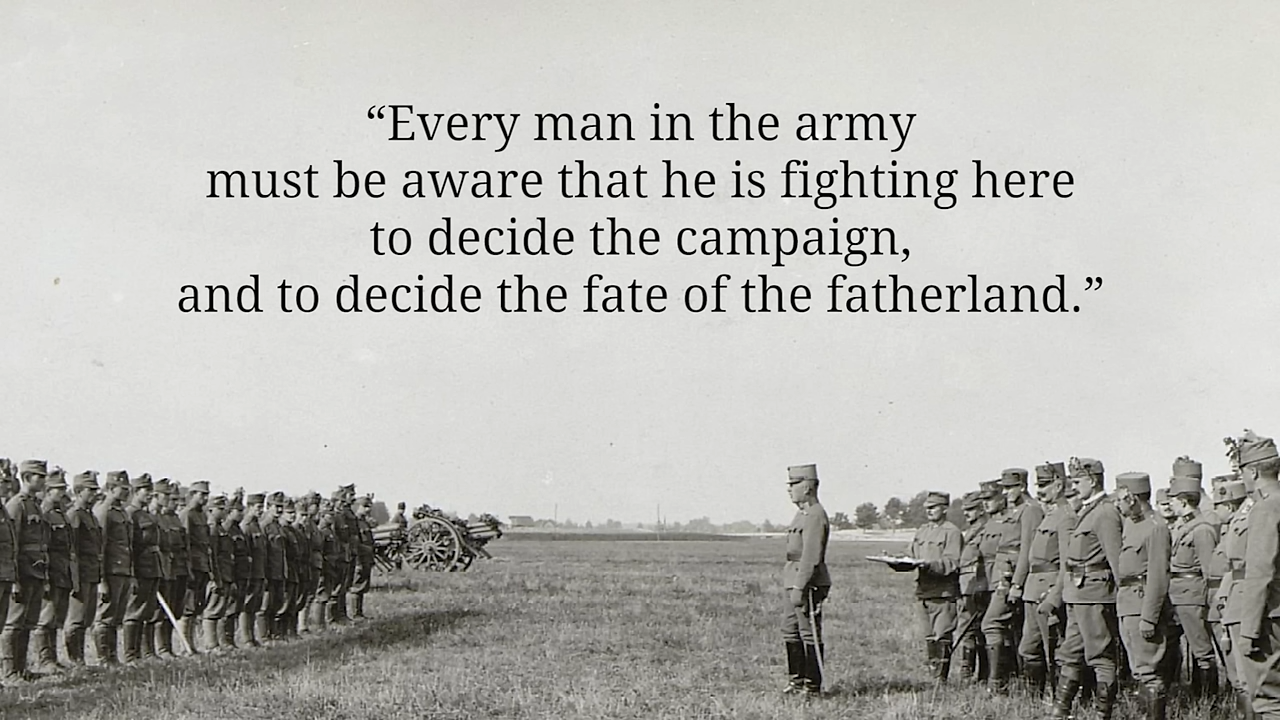 “Every man in the army
must be aware that he is fighting here
to decide the campaign,
and to decide the fate of the fatherland.”